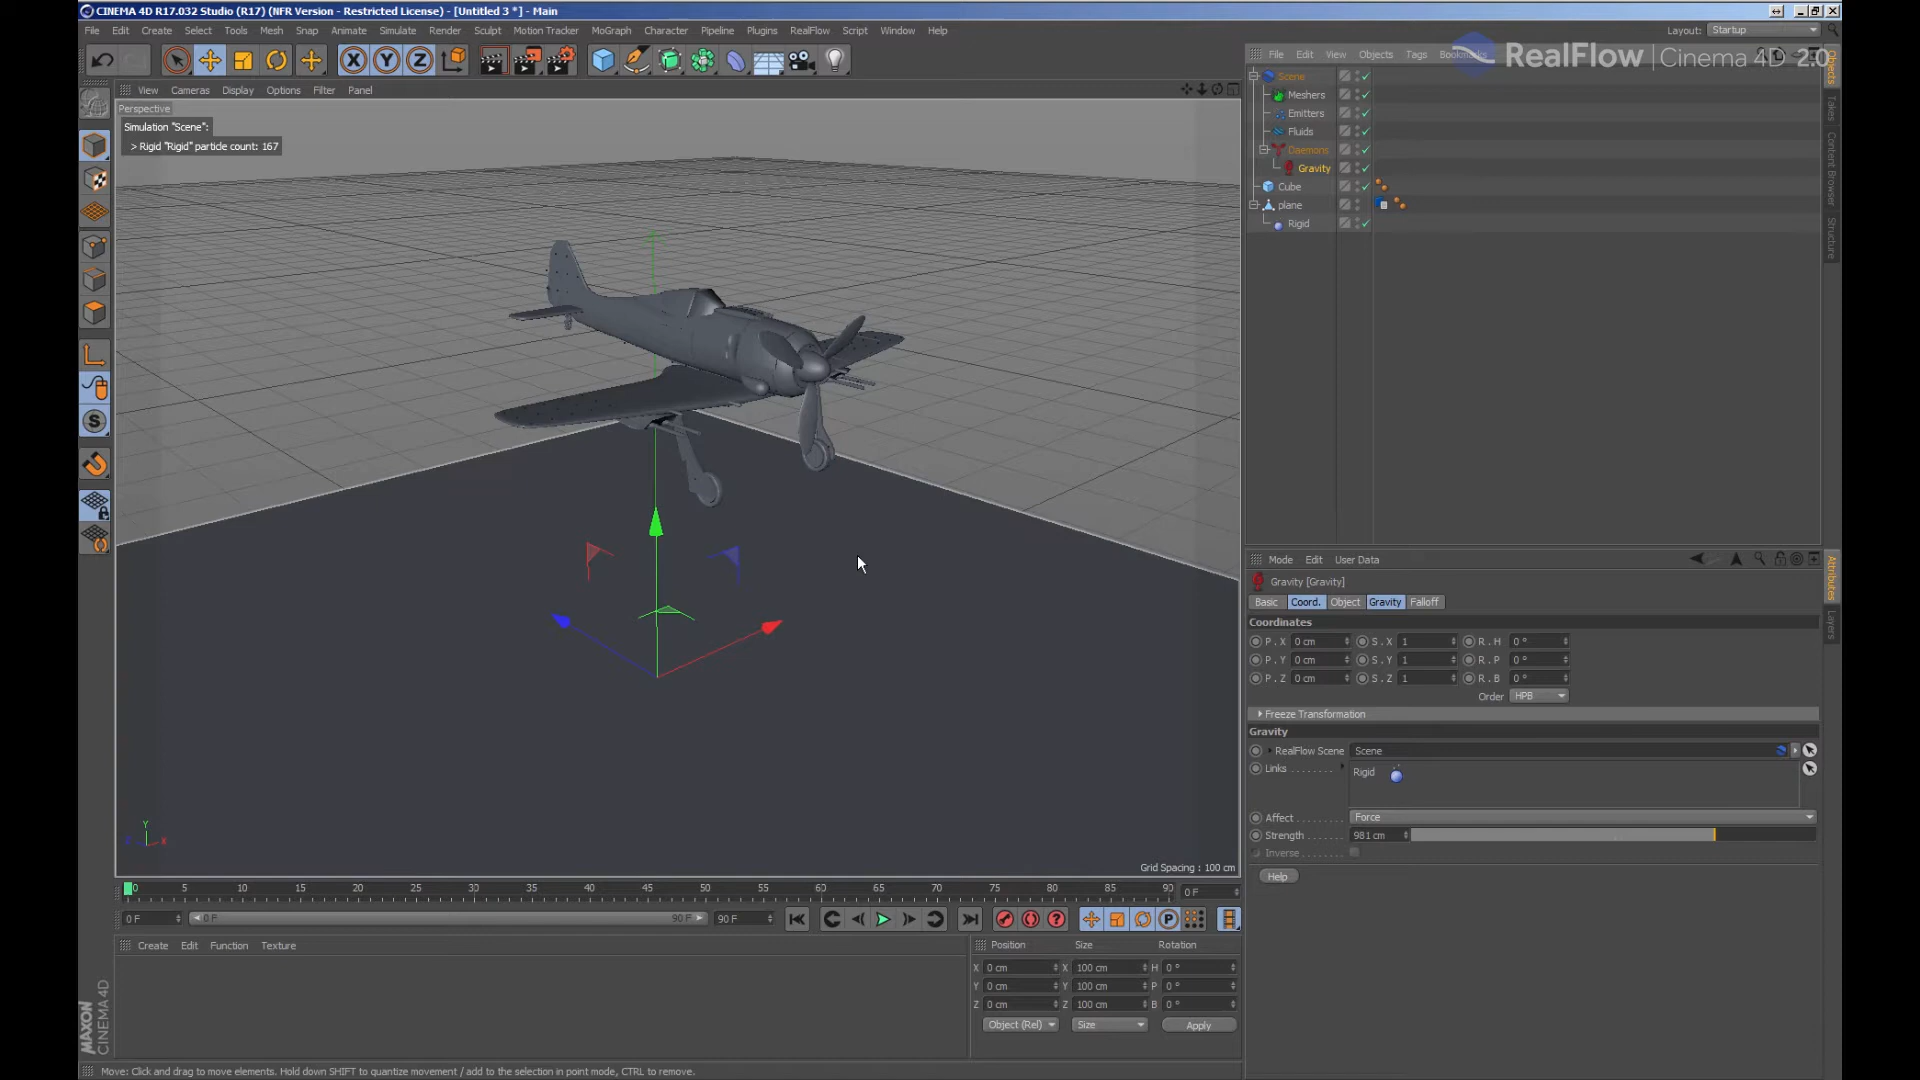 CINEMA 4D R17.032 Studio (R17) (NFR Version - Restricted License) - [Untitled 3 *] - Main
File Edit Create Select Tools Mesh Snap Animate Simulate Render Sculpt Motion Tracker MoGraph Character Pipeline Plugins RealFlow Script Window Help Layout: Startup
X Y Z
File Edit View Objects Tags Bookmarks
RealFlow | Cinema 4D 2.0
View Cameras Display Options Filter Panel
Perspective
Simulation "Scene":
> Rigid "Rigid" particle count: 167
Scene
Meshers
Emitters
Fluids
Daemons
Gravity
Cube
plane
Rigid
Objects
Takes
Content Browser
Structure
Mode Edit User Data
Gravity [Gravity]
Basic Coord. Object Gravity Falloff
Coordinates
P . X 0 cm S . X 1 R . H 0 °
P . Y 0 cm S . Y 1 R . P 0 °
P . Z 0 cm S . Z 1 R . B 0 °
Order HPB
Freeze Transformation
Gravity
RealFlow Scene Scene
Links . . . . . . . . Rigid
Affect . . . . . . . Force
Strength . . . . . . 981 cm
Inverse . . . . . . .
Help
Attributes
Layers
Y
X
Grid Spacing : 100 cm
0 5 10 15 20 25 30 35 40 45 50 55 60 65 70 75 80 85 90 0 F
0 F 0 F 90 F 90 F
Create Edit Function Texture
Position Size Rotation
X 0 cm X 100 cm H 0 °
Y 0 cm Y 100 cm P 0 °
Z 0 cm Z 100 cm B 0 °
Object (Rel) Size Apply
MAXON
CINEMA 4D
Move: Click and drag to move elements. Hold down SHIFT to quantize movement / add to the selection in point mode, CTRL to remove.